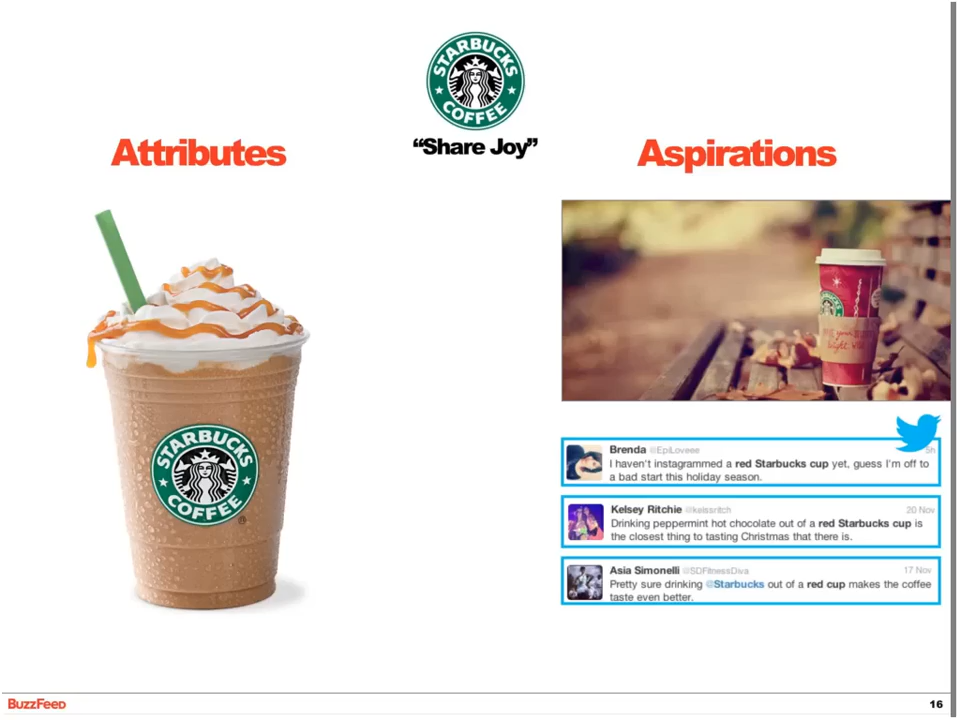 STARBUCKS
COFFEE
“Share Joy”
Attributes
Aspirations
STARBUCKS
COFFEE
®
Brenda @EpiLoveee 5h
I haven't instagrammed a red Starbucks cup yet, guess I'm off to
a bad start this holiday season.
Kelsey Ritchie @kelssritch 20 Nov
Drinking peppermint hot chocolate out of a red Starbucks cup is
the closest thing to tasting Christmas that there is.
Asia Simonelli @SDFitnessDiva 17 Nov
Pretty sure drinking @Starbucks out of a red cup makes the coffee
taste even better.
BuzzFeed
16